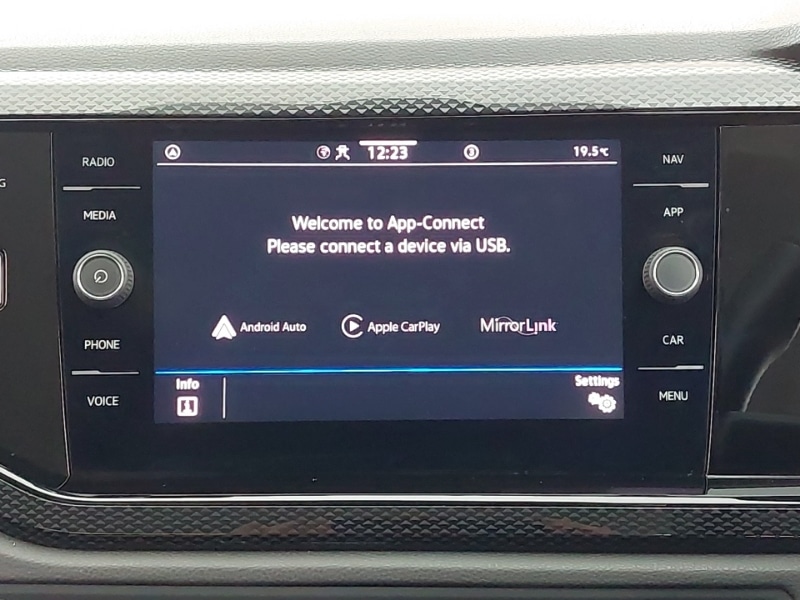 G
RADIO
MEDIA
PHONE
VOICE
12:23
19.5°C
Welcome to App-Connect
Please connect a device via USB.
Android Auto
Apple CarPlay
MirrorLink
Info
Settings
NAV
APP
CAR
MENU